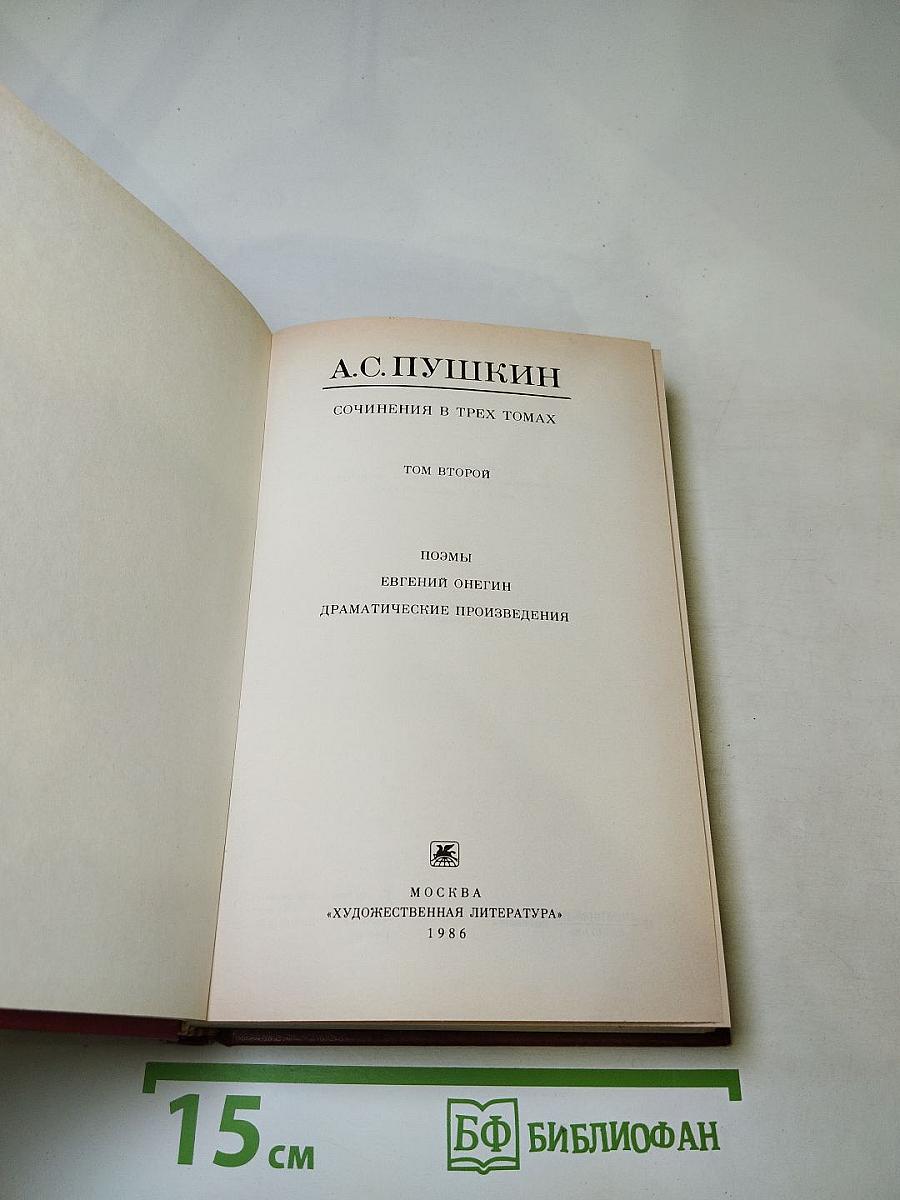 А.С.ПУШКИН
СОЧИНЕНИЯ В ТРЕХ ТОМАХ
ТОМ ВТОРОЙ
ПОЭМЫ
ЕВГЕНИЙ ОНЕГИН
ДРАМАТИЧЕСКИЕ ПРОИЗВЕДЕНИЯ
МОСКВА
«ХУДОЖЕСТВЕННАЯ ЛИТЕРАТУРА»
1986
15 см
БФ БИБЛИОФАН